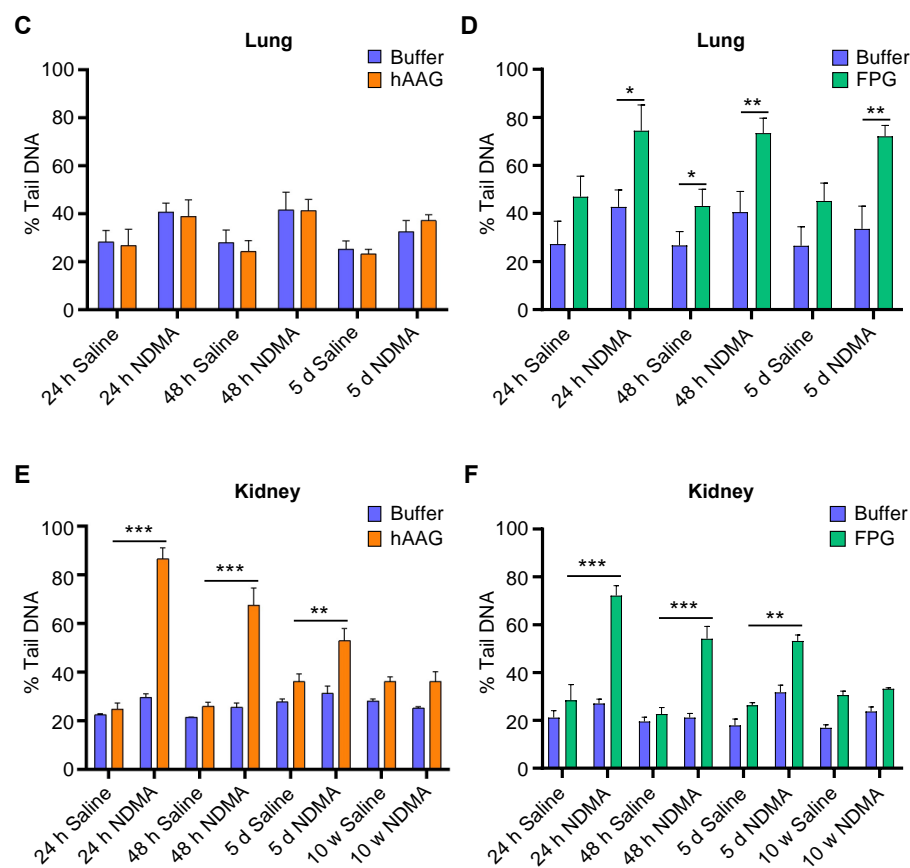 C
Lung
Buffer
hAAG
% Tail DNA
100
80
60
40
20
0
24 h Saline
24 h NDMA
48 h Saline
48 h NDMA
5 d Saline
5 d NDMA
D
Lung
Buffer
FPG
% Tail DNA
100
80
60
40
20
0
*
*
**
**
24 h Saline
24 h NDMA
48 h Saline
48 h NDMA
5 d Saline
5 d NDMA
E
Kidney
Buffer
hAAG
% Tail DNA
100
80
60
40
20
0
***
***
**
24 h Saline
24 h NDMA
48 h Saline
48 h NDMA
5 d Saline
5 d NDMA
10 w Saline
10 w NDMA
F
Kidney
Buffer
FPG
% Tail DNA
100
80
60
40
20
0
***
***
**
24 h Saline
24 h NDMA
48 h Saline
48 h NDMA
5 d Saline
5 d NDMA
10 w Saline
10 w NDMA